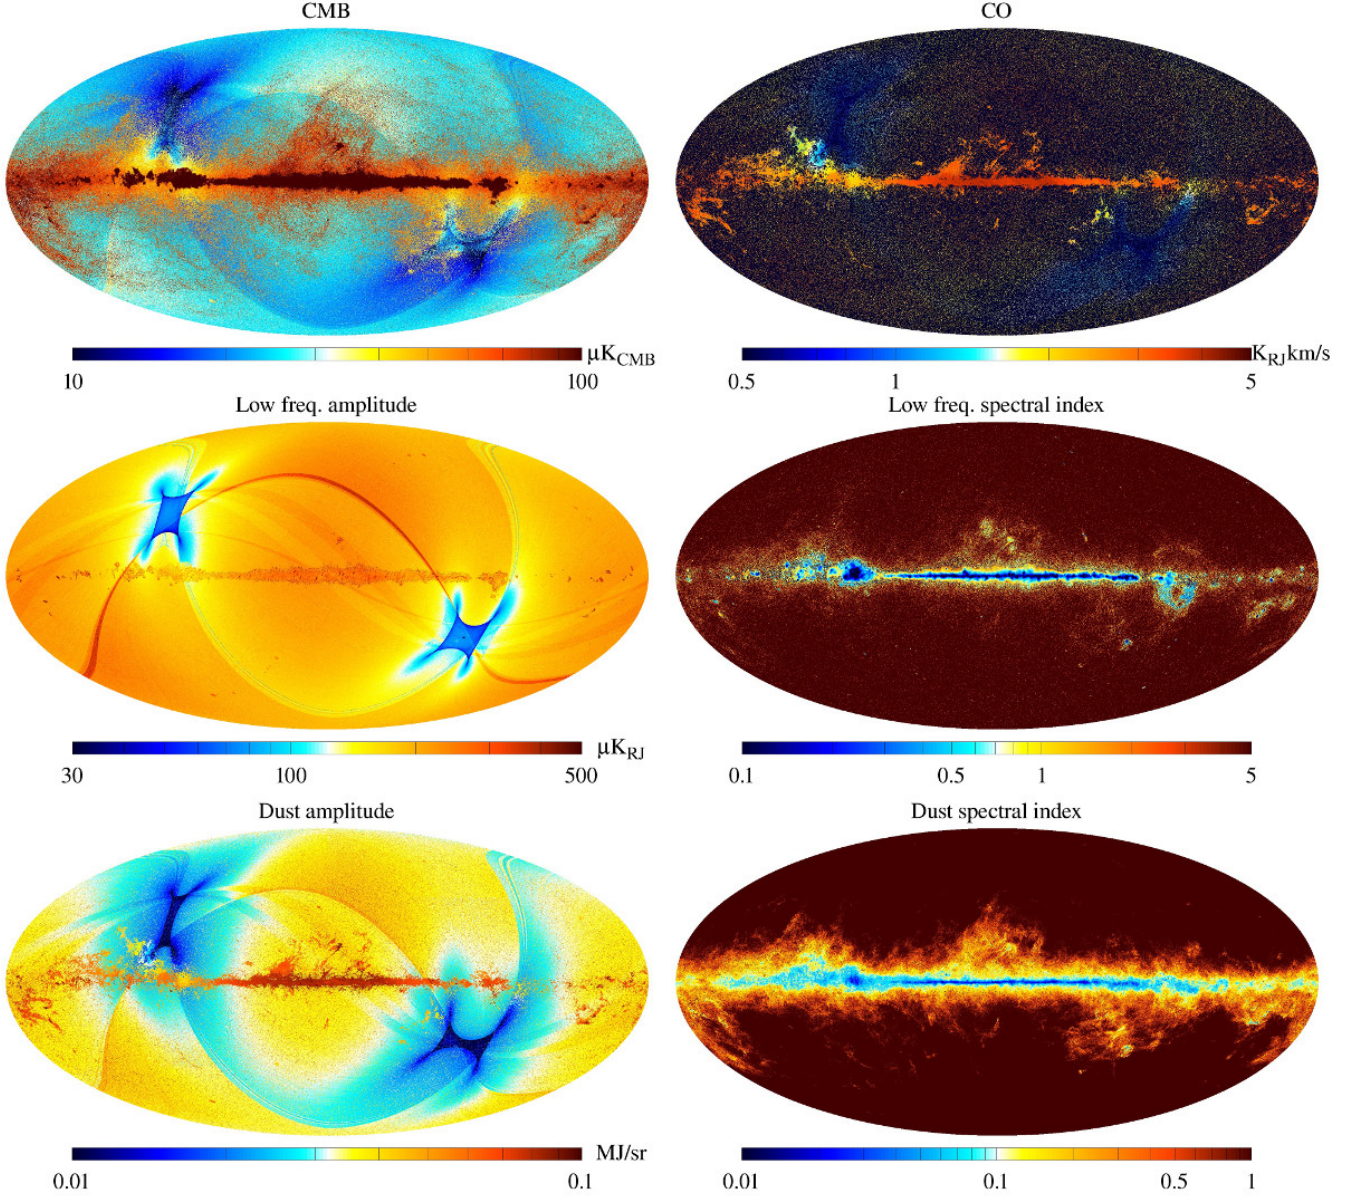 CMB
CO
μK_CMB
K_RJ km/s
10 100
0.5 1 5
Low freq. amplitude
Low freq. spectral index
μK_RJ
30 100 500
0.1 0.5 1 5
Dust amplitude
Dust spectral index
MJ/sr
0.01 0.1
0.01 0.1 0.5 1